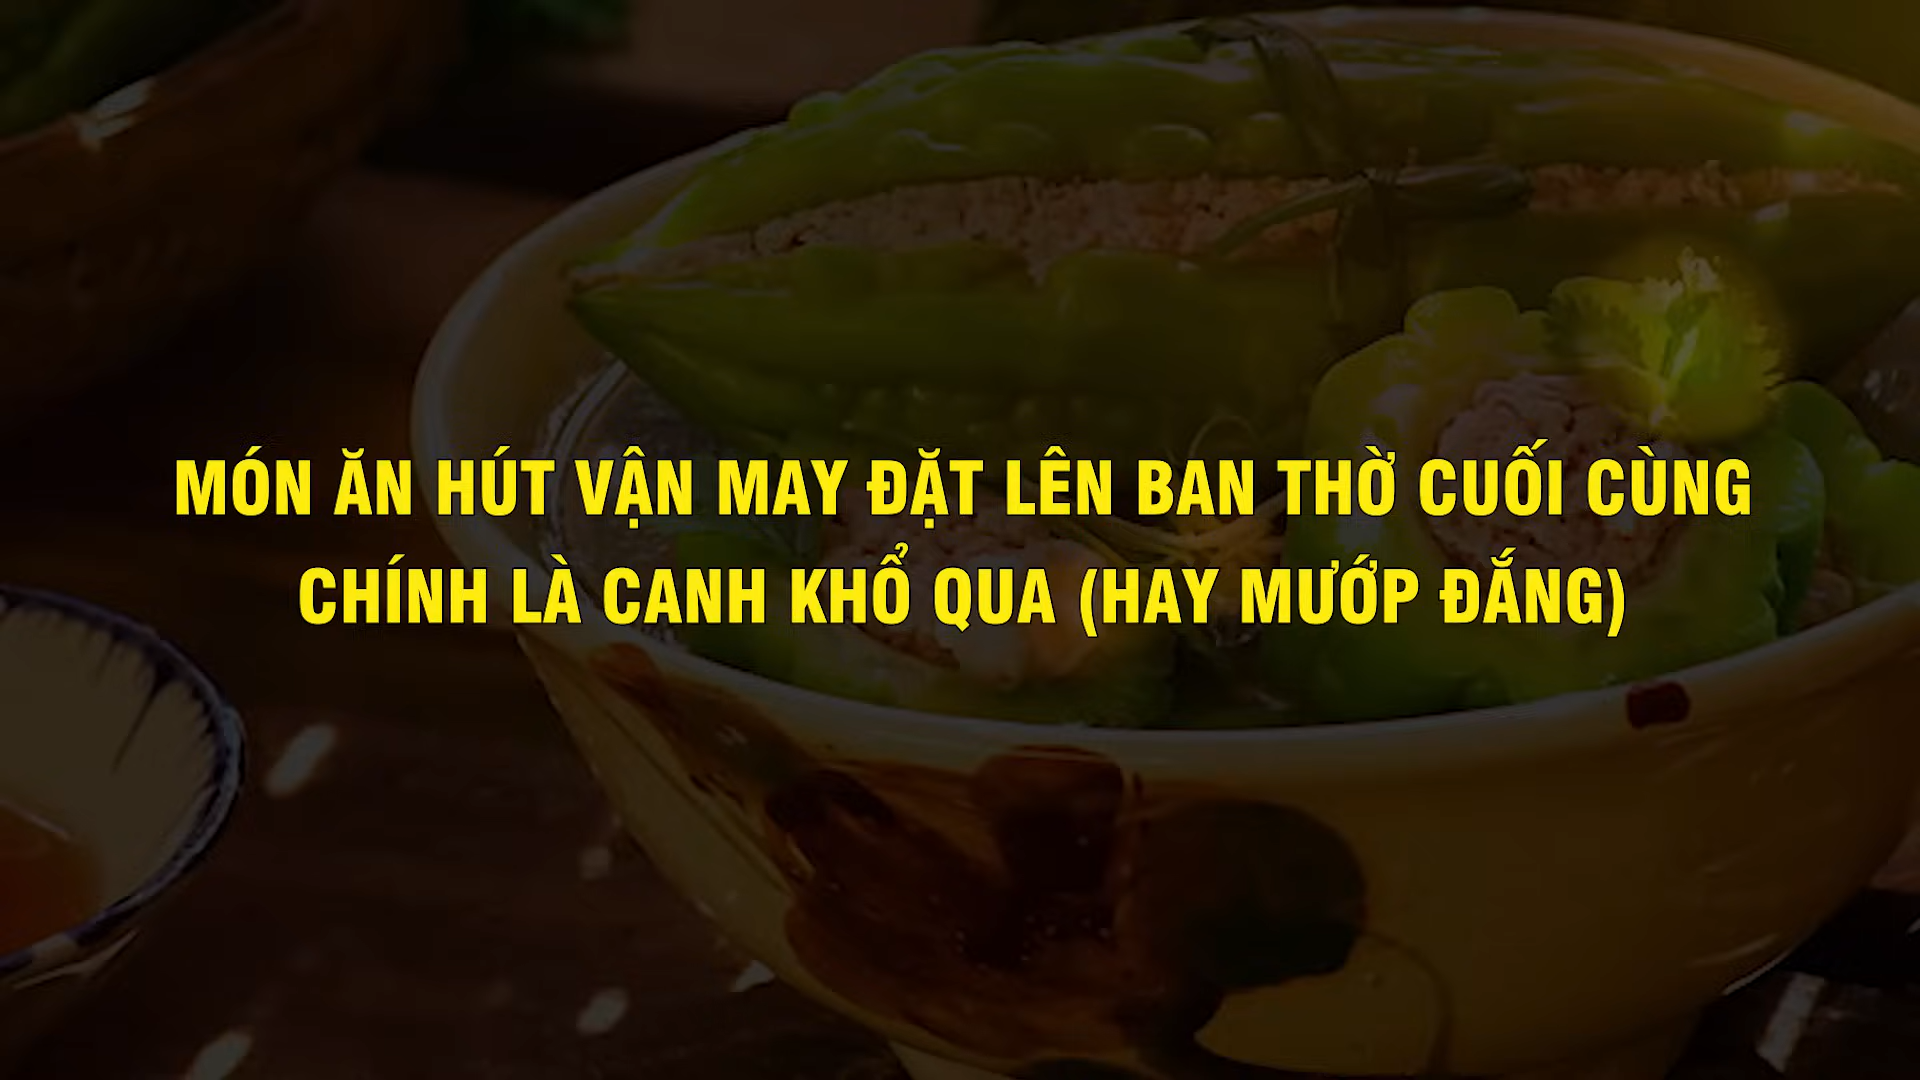 MÓN ĂN HÚT VẬN MAY ĐẶT LÊN BAN THỜ CUỐI CÙNG
CHÍNH LÀ CANH KHỔ QUA (HAY MƯỚP ĐẮNG)